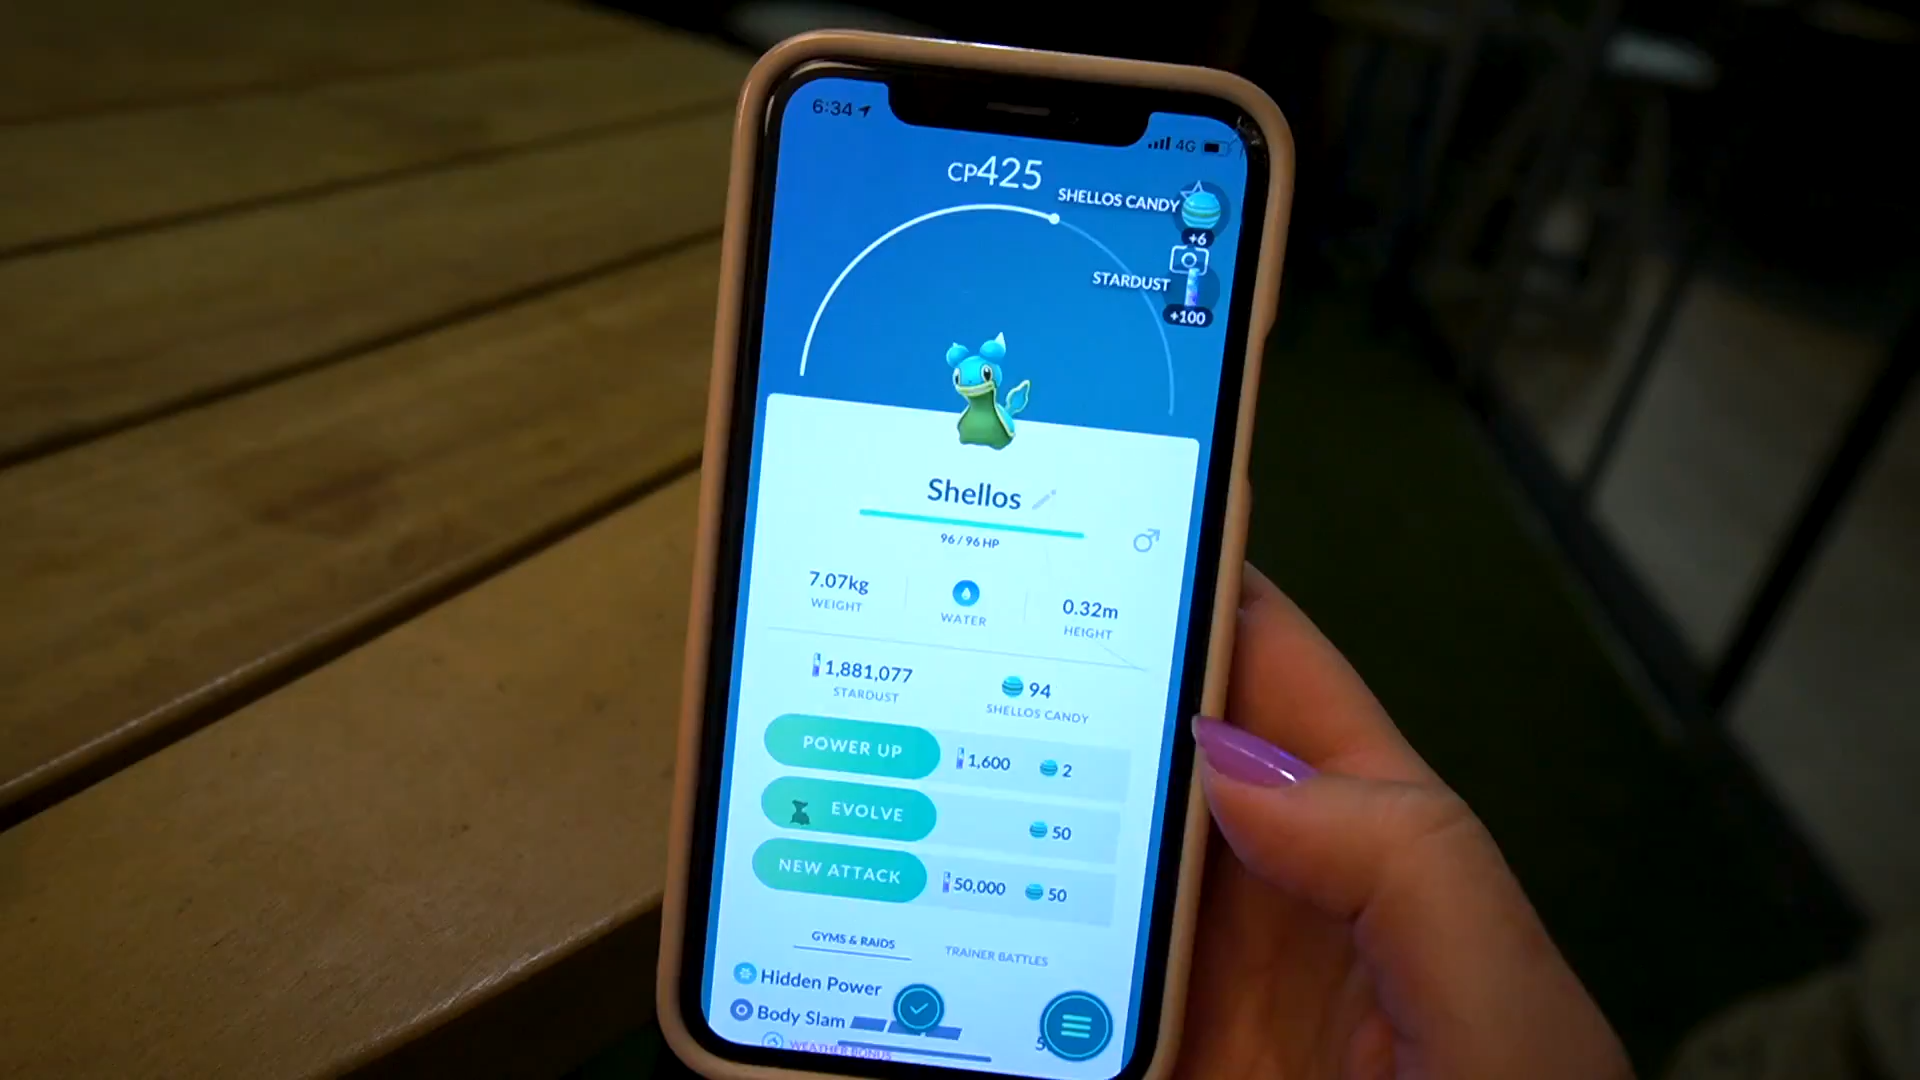 6:34
4G
CP425
SHELLOS CANDY
+6
STARDUST
+100
Shellos
96 / 96 HP
7.07kg
WEIGHT
WATER
0.32m
HEIGHT
1,881,077
STARDUST
94
SHELLOS CANDY
POWER UP
1,600
2
EVOLVE
50
NEW ATTACK
50,000
50
GYMS & RAIDS
TRAINER BATTLES
Hidden Power
Body Slam
WEATHER BONUS